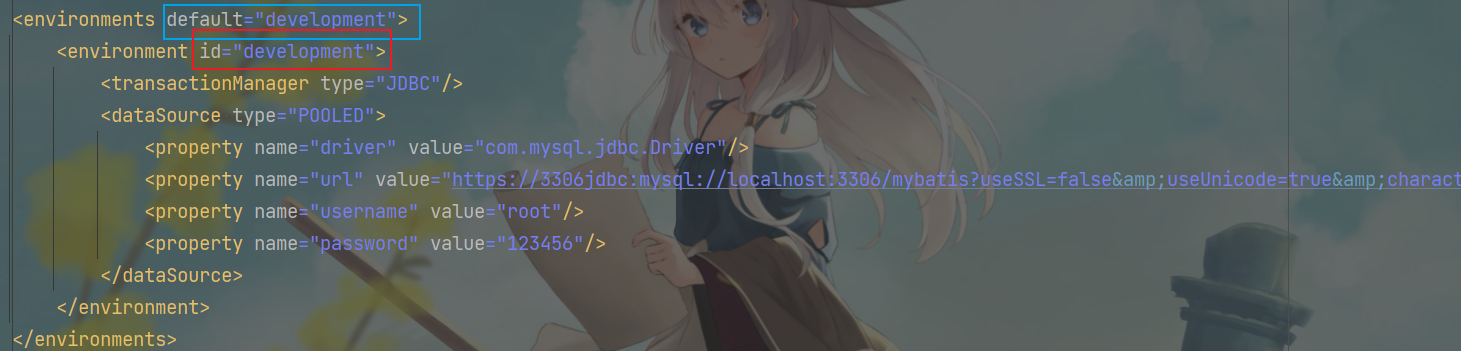 <environments default="development">
<environment id="development">
<transactionManager type="JDBC"/>
<dataSource type="POOLED">
<property name="driver" value="com.mysql.jdbc.Driver"/>
<property name="url" value="https://3306jdbc:mysql://localhost:3306/mybatis?useSSL=false&amp;useUnicode=true&amp;charact
<property name="username" value="root"/>
<property name="password" value="123456"/>
</dataSource>
</environment>
</environments>